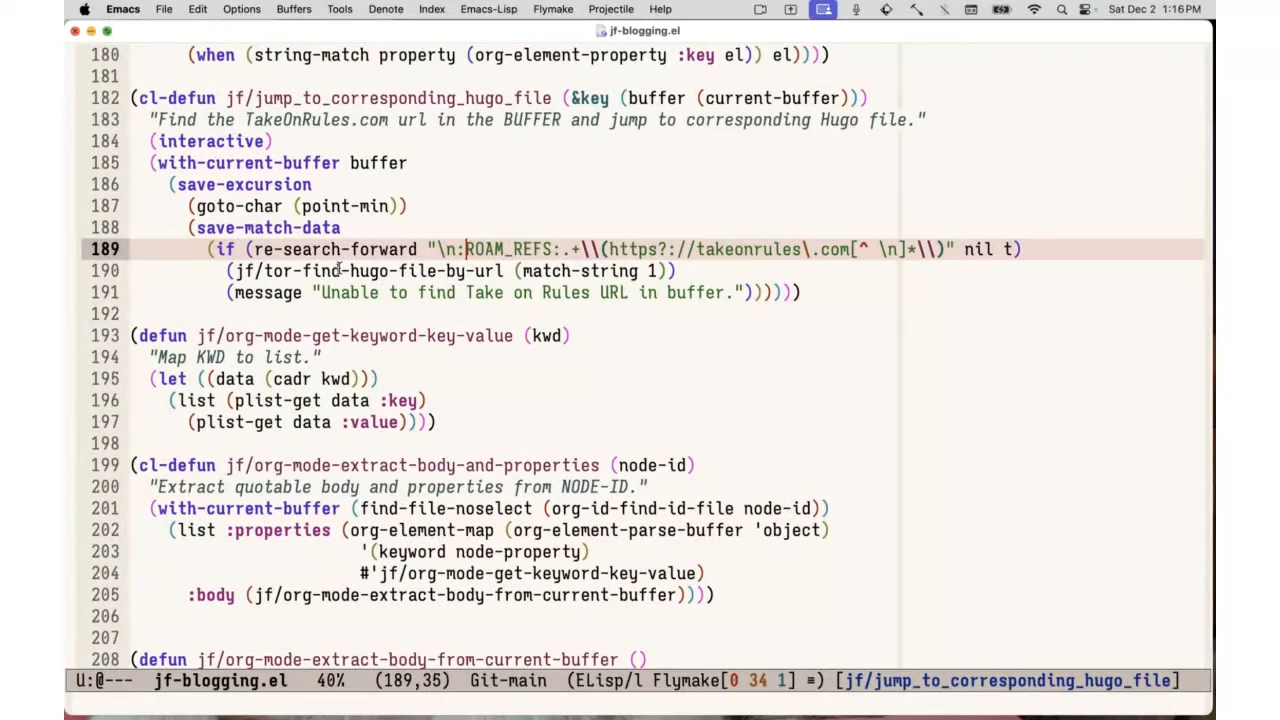 Emacs File Edit Options Buffers Tools Denote Index Emacs-Lisp Flymake Projectile Help Sat Dec 2 1:16 PM
jf-blogging.el
180 (when (string-match property (org-element-property :key el)) el))))
181
182 (cl-defun jf/jump_to_corresponding_hugo_file (&key (buffer (current-buffer)))
183 "Find the TakeOnRules.com url in the BUFFER and jump to corresponding Hugo file."
184 (interactive)
185 (with-current-buffer buffer
186 (save-excursion
187 (goto-char (point-min))
188 (save-match-data
189 (if (re-search-forward "\n:ROAM_REFS:.+\\(https?://takeonrules\.com[^ \n]*\\)" nil t)
190 (jf/tor-find-hugo-file-by-url (match-string 1))
191 (message "Unable to find Take on Rules URL in buffer."))))))
192
193 (defun jf/org-mode-get-keyword-key-value (kwd)
194 "Map KWD to list."
195 (let ((data (cadr kwd)))
196 (list (plist-get data :key)
197 (plist-get data :value))))
198
199 (cl-defun jf/org-mode-extract-body-and-properties (node-id)
200 "Extract quotable body and properties from NODE-ID."
201 (with-current-buffer (find-file-noselect (org-id-find-id-file node-id))
202 (list :properties (org-element-map (org-element-parse-buffer 'object)
203 '(keyword node-property)
204 #'jf/org-mode-get-keyword-key-value)
205 :body (jf/org-mode-extract-body-from-current-buffer))))
206
207
208 (defun jf/org-mode-extract-body-from-current-buffer ()
U:@--- jf-blogging.el 40% (189,35) Git-main (ELisp/l Flymake[0 34 1] ≡) [jf/jump_to_corresponding_hugo_file]